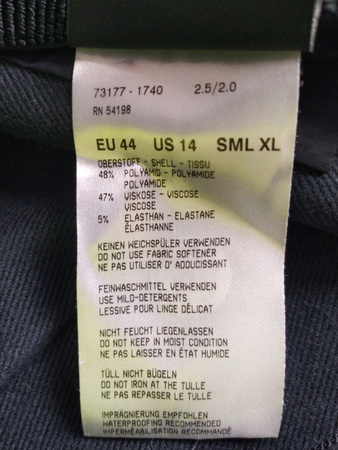 73177 - 1740 2.5/2.0
RN 54198
EU 44 US 14 SML XL
OBERSTOFF - SHELL - TISSU
48% POLYAMID - POLYAMIDE
POLYAMIDE
47% VISKOSE - VISCOSE
VISCOSE
5% ELASTHAN - ELASTANE
ÉLASTHANNE
KEINEN WEICHSPÜLER VERWENDEN
DO NOT USE FABRIC SOFTENER
NE PAS UTILISER D' ADOUCISSANT
FEINWASCHMITTEL VERWENDEN
USE MILD-DETERGENTS
LESSIVE POUR LINGE DÉLICAT
NICHT FEUCHT LIEGENLASSEN
DO NOT KEEP IN MOIST CONDITION
NE PAS LAISSER EN ÉTAT HUMIDE
TÜLL NICHT BÜGELN
DO NOT IRON AT THE TULLE
NE PAS REPASSER LE TULLE
IMPRÄGNIERUNG EMPFOHLEN
WATERPROOFING RECOMMENDED
IMPERMÉABILISATION RECOMMANDÉE